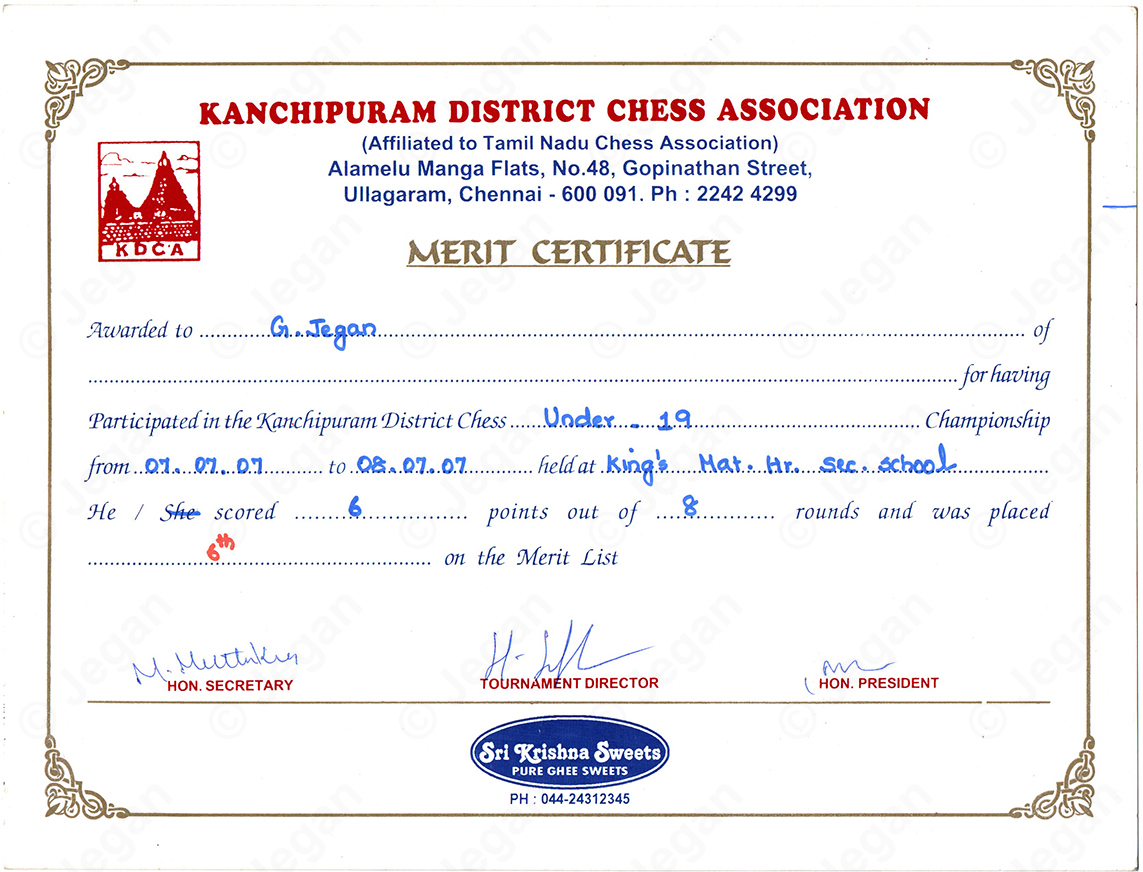 KANCHIPURAM DISTRICT CHESS ASSOCIATION
(Affiliated to Tamil Nadu Chess Association)
Alamelu Manga Flats, No.48, Gopinathan Street,
Ullagaram, Chennai - 600 091. Ph : 2242 4299
KDCA
MERIT CERTIFICATE
Awarded to G. Jegan of
for having
Participated in the Kanchipuram District Chess Under - 19 Championship
from 07.07.07 to 08.07.07 held at King's Mat. Hr. Sec. School
He / She scored 6 points out of 8 rounds and was placed
6th on the Merit List
HON. SECRETARY
TOURNAMENT DIRECTOR
HON. PRESIDENT
Sri Krishna Sweets
PURE GHEE SWEETS
PH : 044-24312345
© Jegan